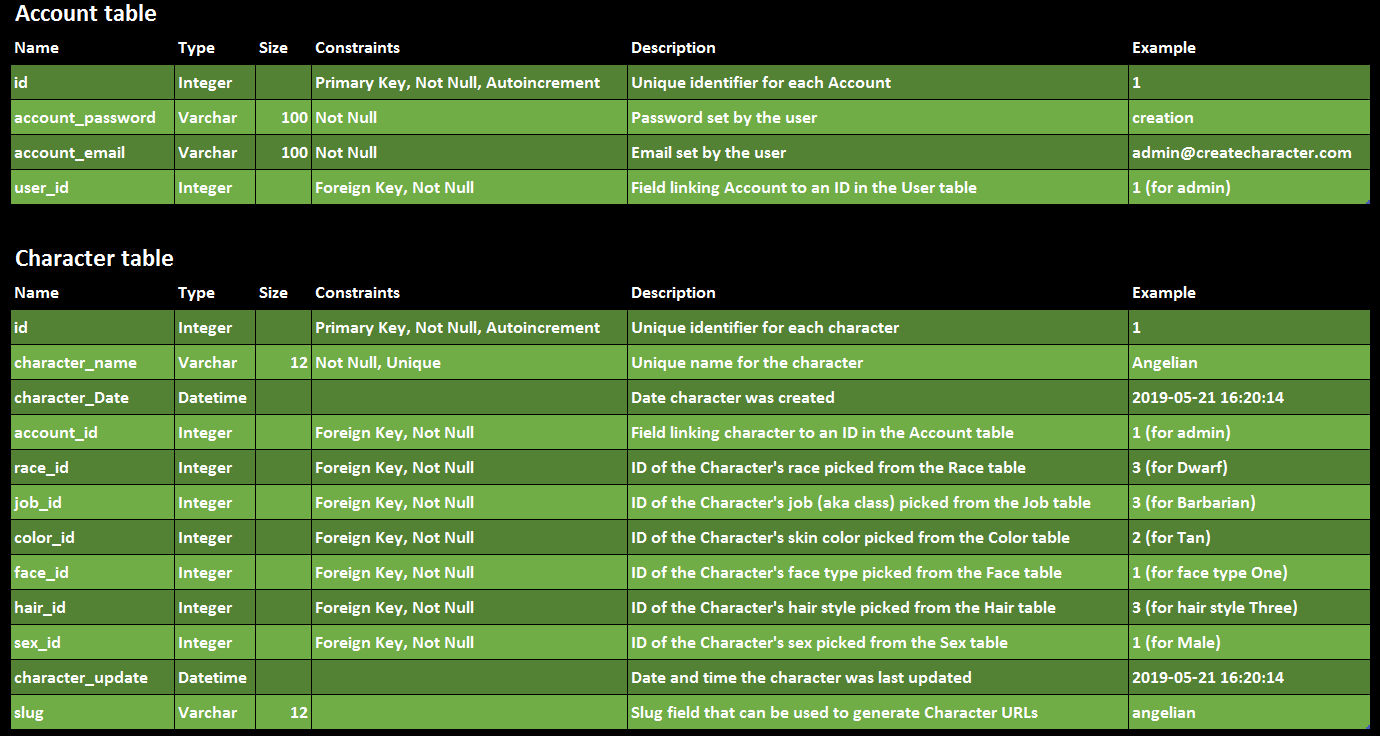 Account table
Name Type Size Constraints Description Example
id Integer Primary Key, Not Null, Autoincrement Unique identifier for each Account 1
account_password Varchar 100 Not Null Password set by the user creation
account_email Varchar 100 Not Null Email set by the user admin@createcharacter.com
user_id Integer Foreign Key, Not Null Field linking Account to an ID in the User table 1 (for admin)
Character table
Name Type Size Constraints Description Example
id Integer Primary Key, Not Null, Autoincrement Unique identifier for each character 1
character_name Varchar 12 Not Null, Unique Unique name for the character Angelian
character_Date Datetime Date character was created 2019-05-21 16:20:14
account_id Integer Foreign Key, Not Null Field linking character to an ID in the Account table 1 (for admin)
race_id Integer Foreign Key, Not Null ID of the Character's race picked from the Race table 3 (for Dwarf)
job_id Integer Foreign Key, Not Null ID of the Character's job (aka class) picked from the Job table 3 (for Barbarian)
color_id Integer Foreign Key, Not Null ID of the Character's skin color picked from the Color table 2 (for Tan)
face_id Integer Foreign Key, Not Null ID of the Character's face type picked from the Face table 1 (for face type One)
hair_id Integer Foreign Key, Not Null ID of the Character's hair style picked from the Hair table 3 (for hair style Three)
sex_id Integer Foreign Key, Not Null ID of the Character's sex picked from the Sex table 1 (for Male)
character_update Datetime Date and time the character was last updated 2019-05-21 16:20:14
slug Varchar 12 Slug field that can be used to generate Character URLs angelian